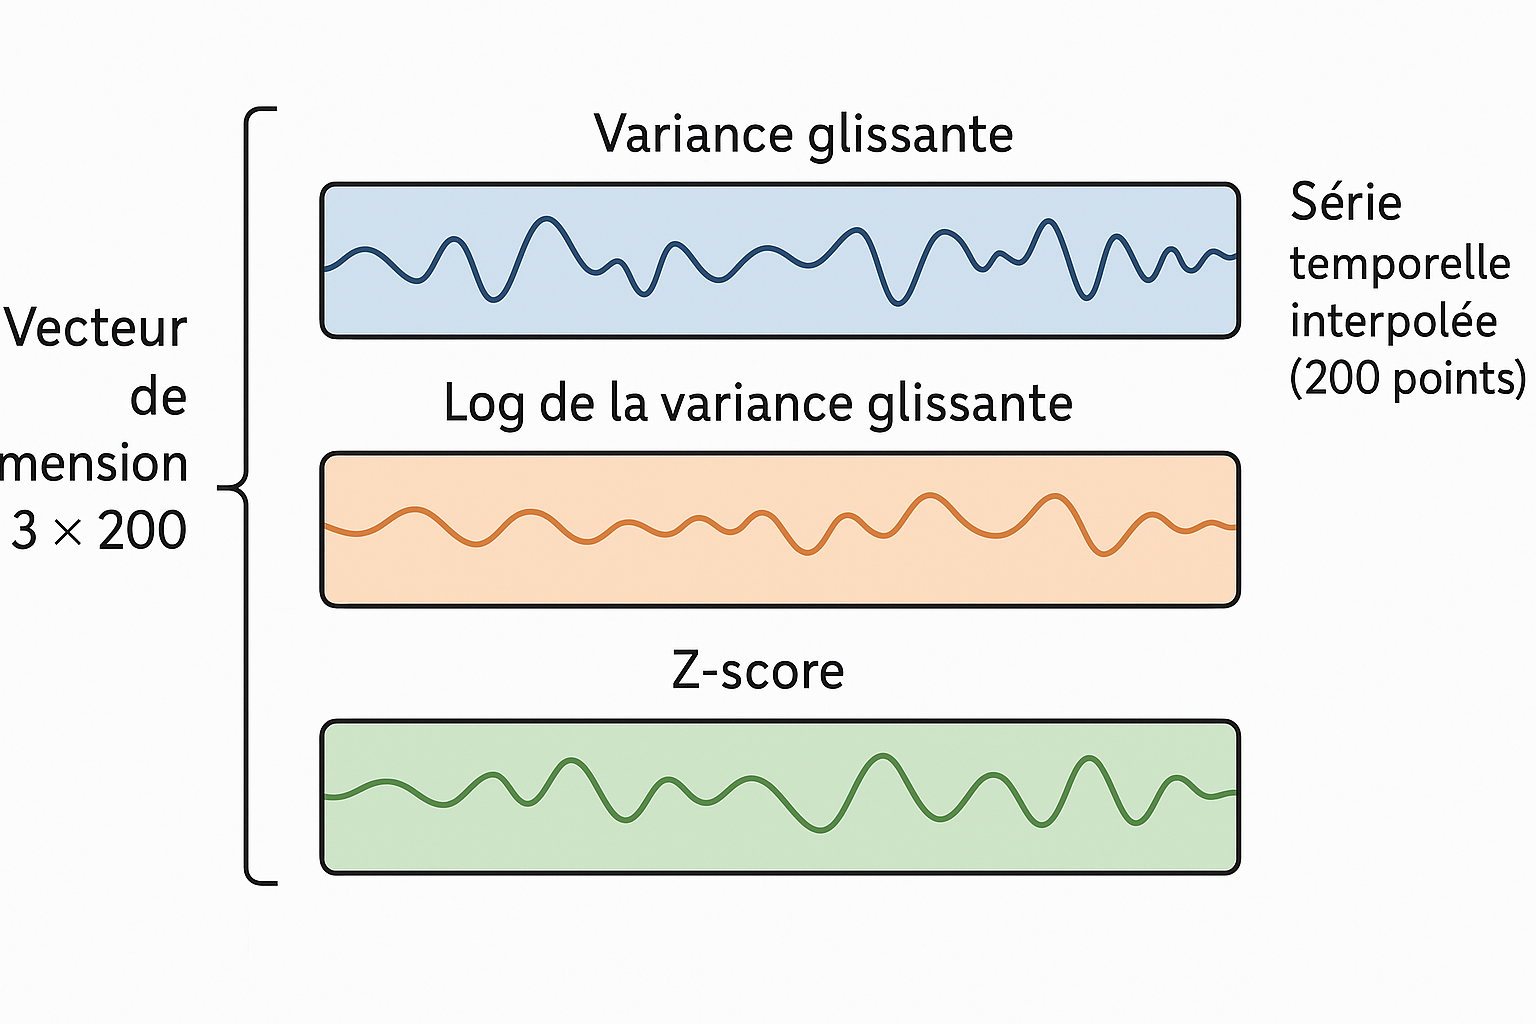 Variance glissante
Série
temporelle
interpolée
(200 points)
Log de la variance glissante
Vecteur
de
mension
3 × 200
Z-score